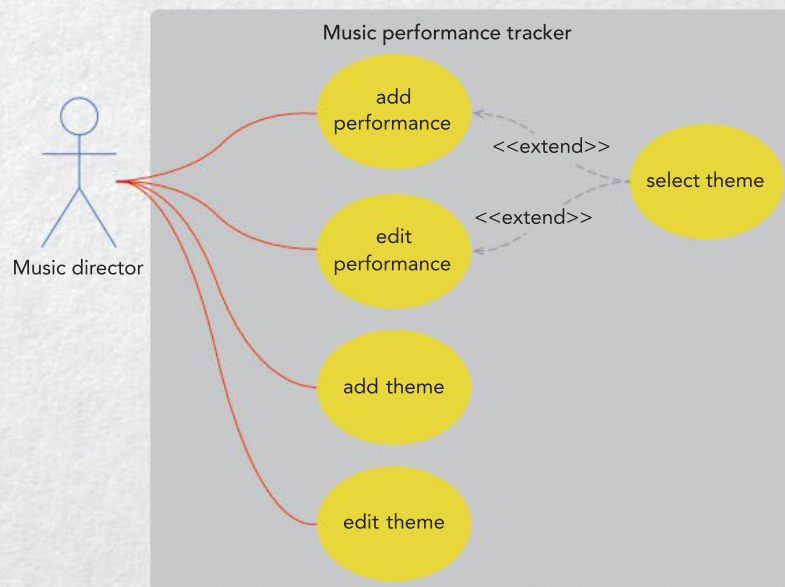 Music performance tracker
add
performance
<<extend>>
select theme
<<extend>>
edit
performance
Music director
add theme
edit theme